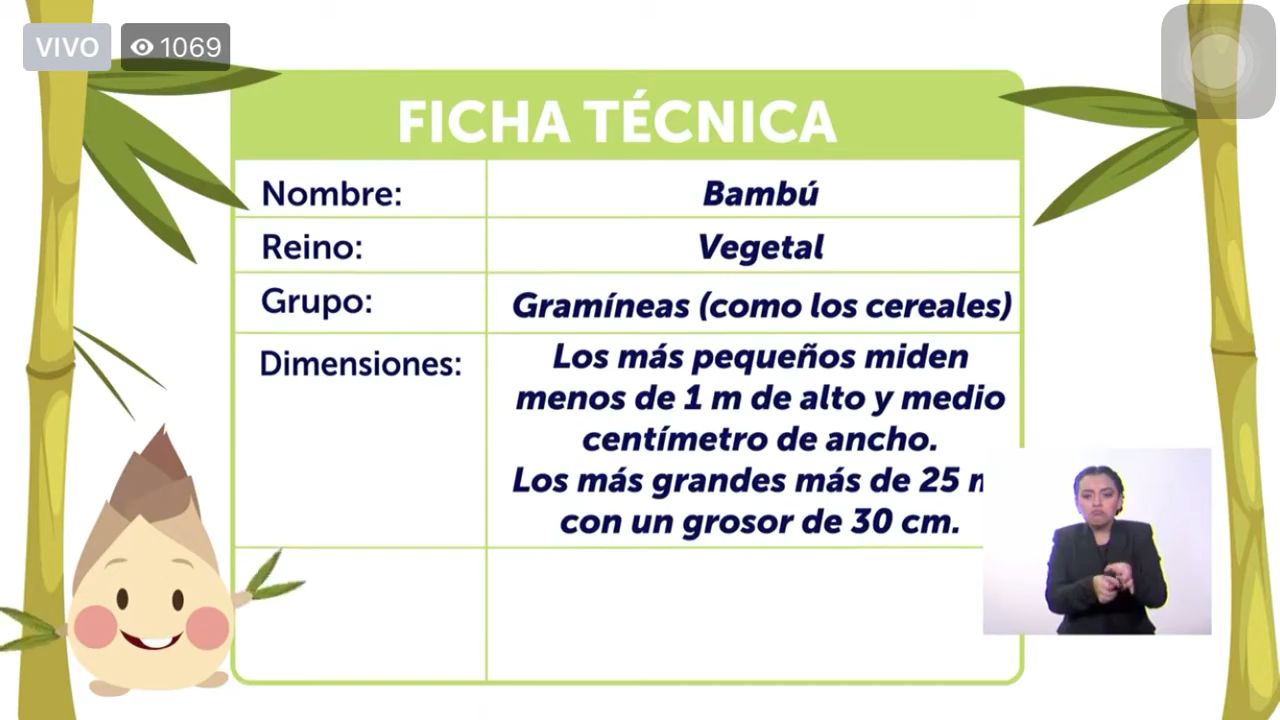 VIVO 1069
FICHA TÉCNICA
Nombre: Bambú
Reino: Vegetal
Grupo: Gramíneas (como los cereales)
Dimensiones: Los más pequeños miden
menos de 1 m de alto y medio
centímetro de ancho.
Los más grandes más de 25
con un grosor de 30 cm.